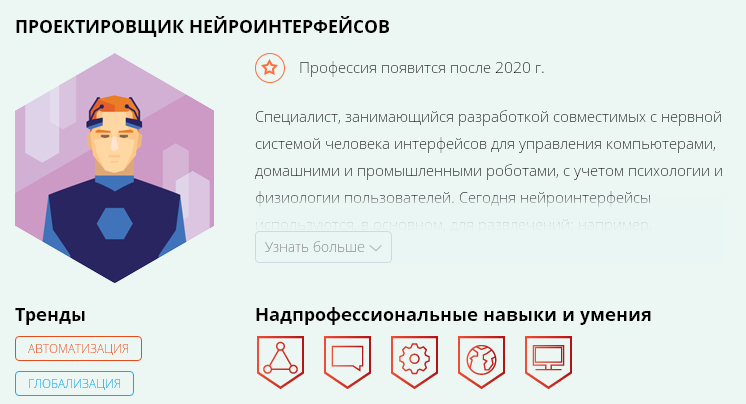 ПРОЕКТИРОВЩИК НЕЙРОИНТЕРФЕЙСОВ
Профессия появится после 2020 г.
Специалист, занимающийся разработкой совместимых с нервной
системой человека интерфейсов для управления компьютерами,
домашними и промышленными роботами, с учетом психологии и
физиологии пользователей. Сегодня нейроинтерфейсы
используются, в основном, для развлечений: например,
Узнать больше
Тренды
АВТОМАТИЗАЦИЯ
ГЛОБАЛИЗАЦИЯ
Надпрофессиональные навыки и умения